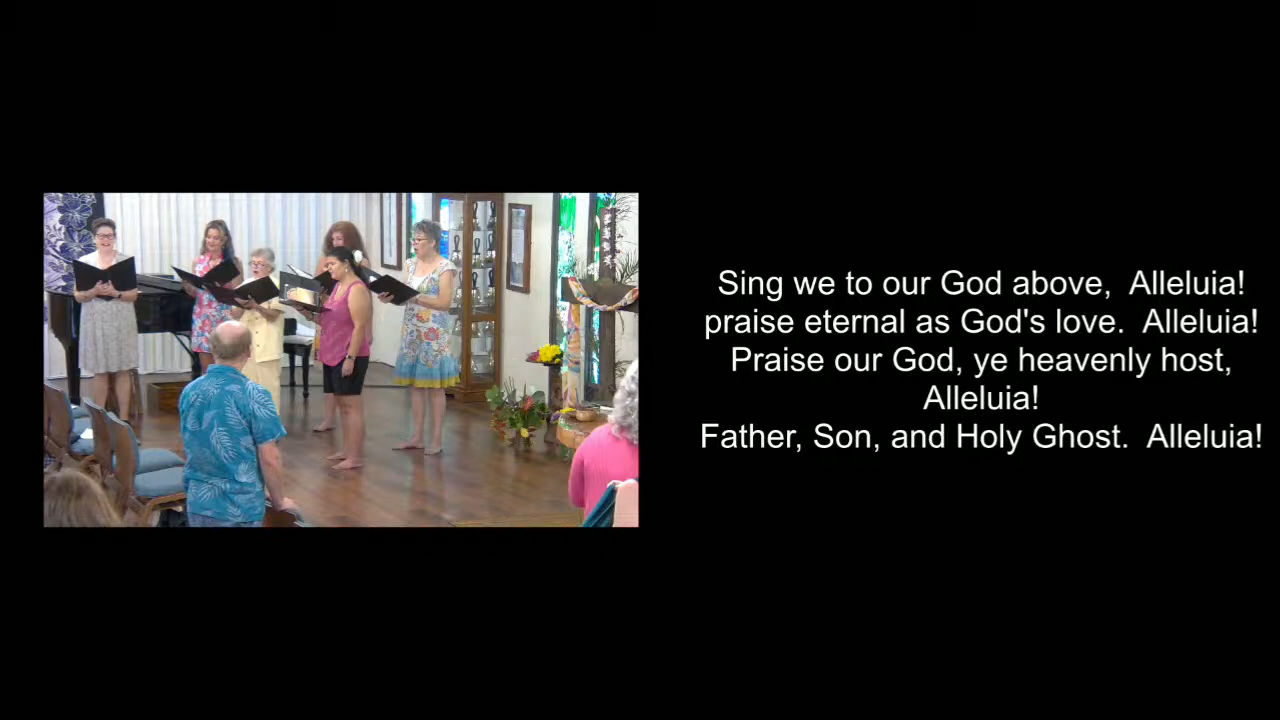 Sing we to our God above,  Alleluia!
praise eternal as God's love.  Alleluia!
Praise our God, ye heavenly host,
Alleluia!
Father, Son, and Holy Ghost.  Alleluia!